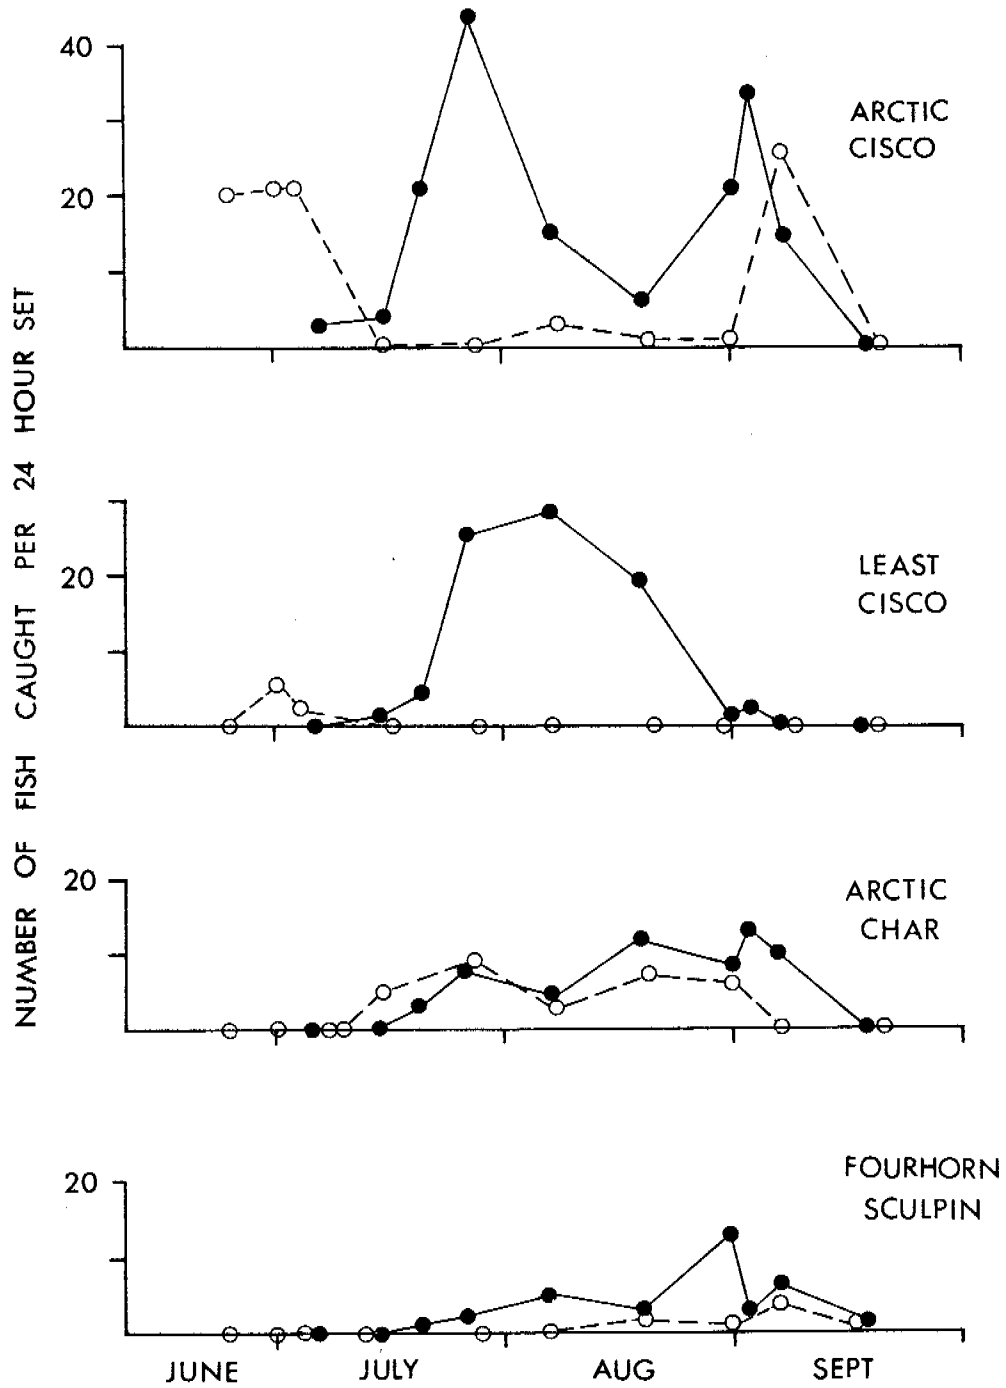 NUMBER OF FISH CAUGHT PER 24 HOUR SET
40
20
ARCTIC
CISCO
20
LEAST
CISCO
20
ARCTIC
CHAR
20
FOURHORN
SCULPIN
JUNE JULY AUG SEPT